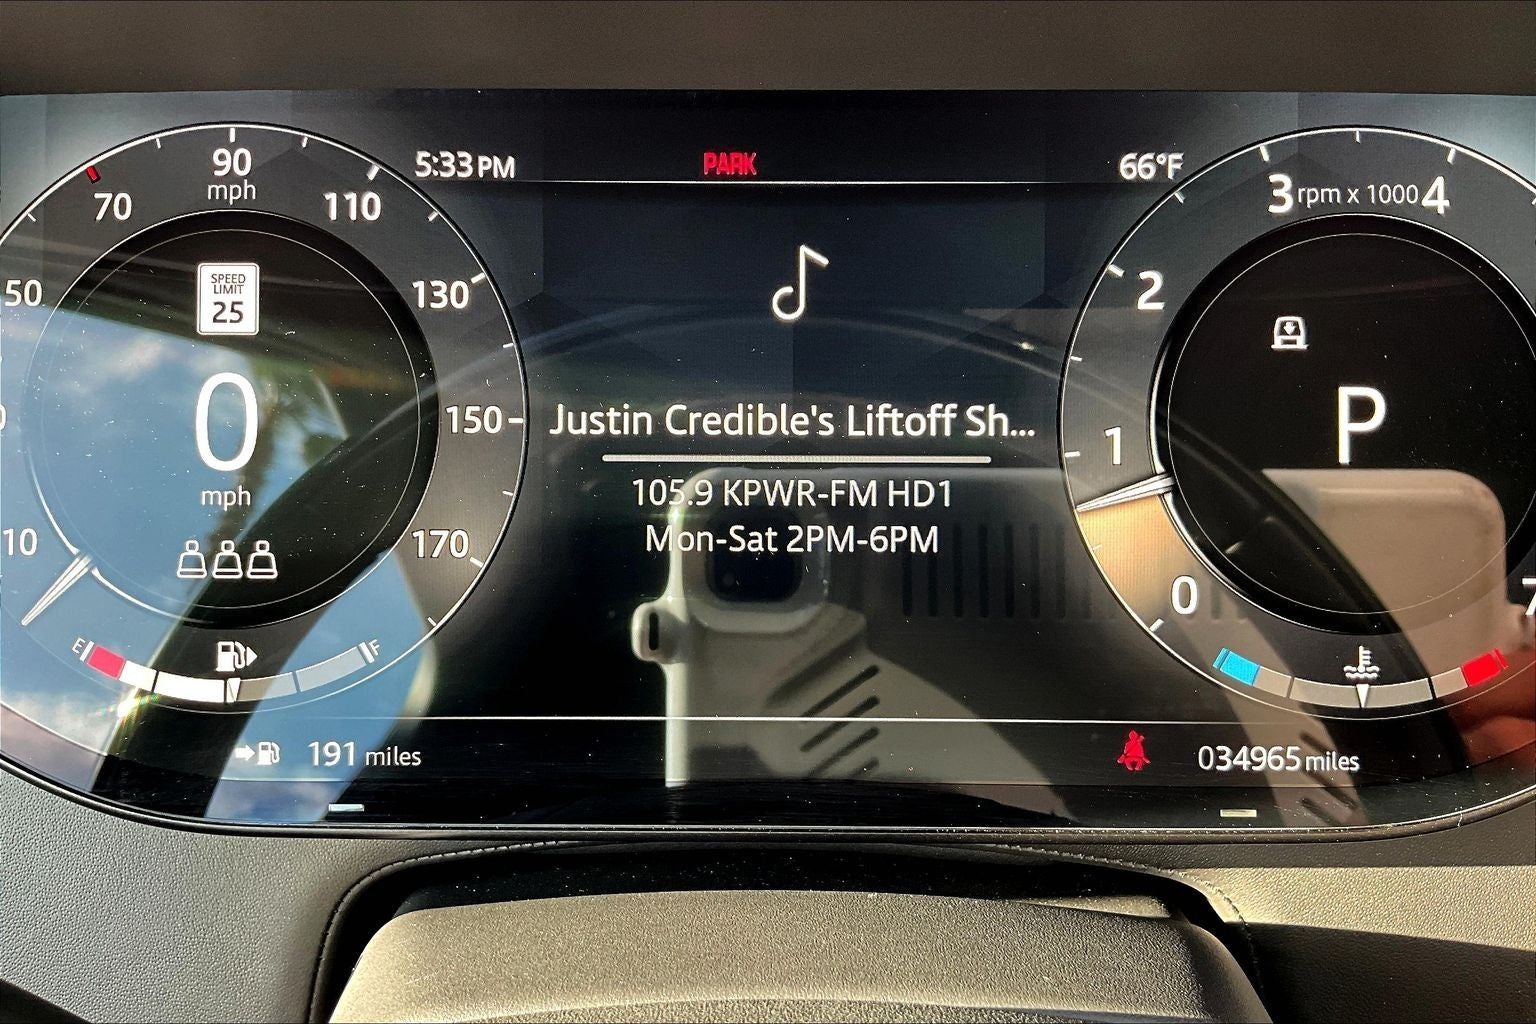 5:33 PM
PARK
66°F
90
mph
70
110
50
130
150
10
170
SPEED
LIMIT
25
0
mph
E
F
191 miles
Justin Credible's Liftoff Sh...
105.9 KPWR-FM HD1
Mon-Sat 2PM-6PM
3 rpm x 1000 4
2
1
0
7
P
034965 miles